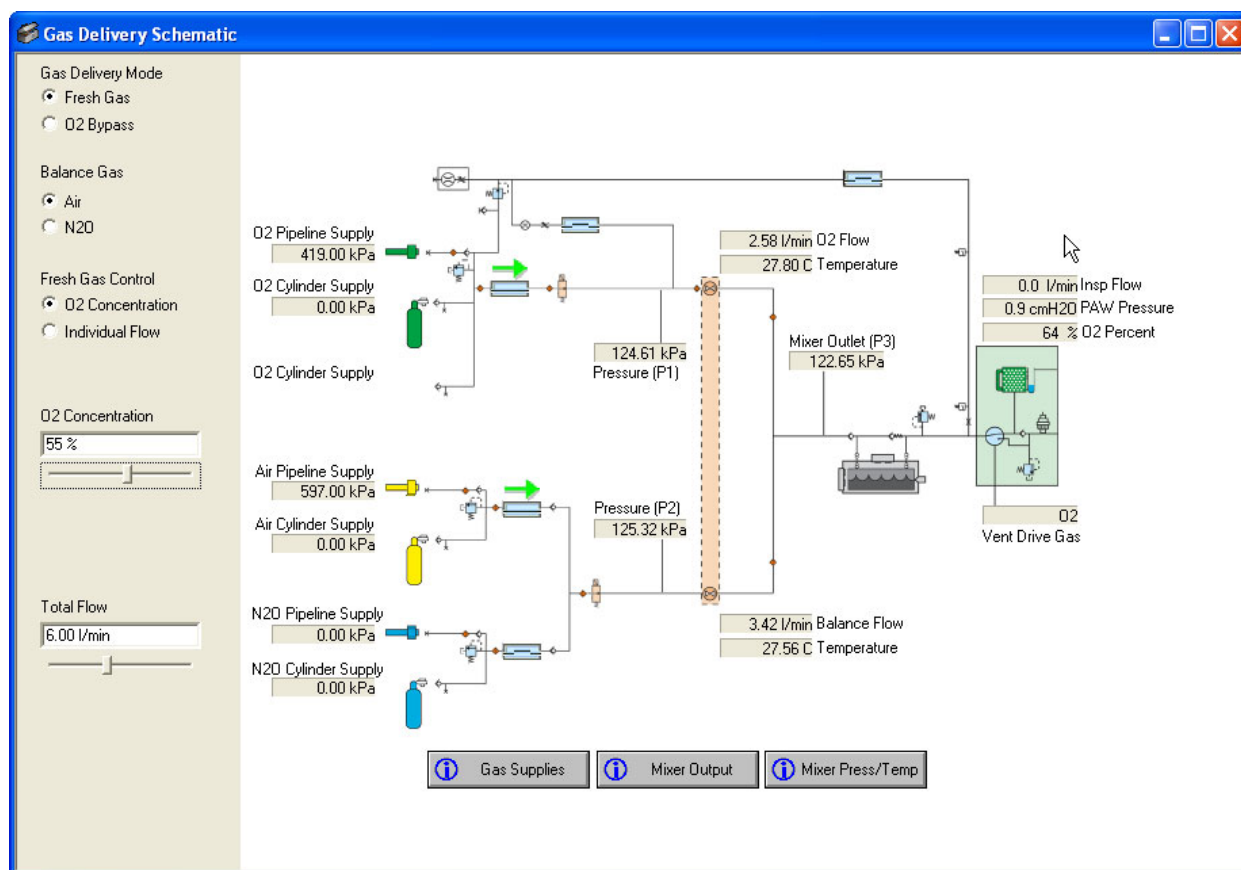 Gas Delivery Schematic
Gas Delivery Mode
Fresh Gas
O2 Bypass
Balance Gas
Air
N2O
Fresh Gas Control
O2 Concentration
Individual Flow
O2 Concentration
55 %
Total Flow
6.00 l/min
O2 Pipeline Supply
419.00 kPa
O2 Cylinder Supply
0.00 kPa
O2 Cylinder Supply
Air Pipeline Supply
597.00 kPa
Air Cylinder Supply
0.00 kPa
N2O Pipeline Supply
0.00 kPa
N2O Cylinder Supply
0.00 kPa
124.61 kPa
Pressure (P1)
Pressure (P2)
125.32 kPa
2.58 l/min O2 Flow
27.80 C Temperature
Mixer Outlet (P3)
122.65 kPa
3.42 l/min Balance Flow
27.56 C Temperature
0.0 l/min Insp Flow
0.9 cmH2O PAW Pressure
64 % O2 Percent
O2
Vent Drive Gas
Gas Supplies
Mixer Output
Mixer Press/Temp